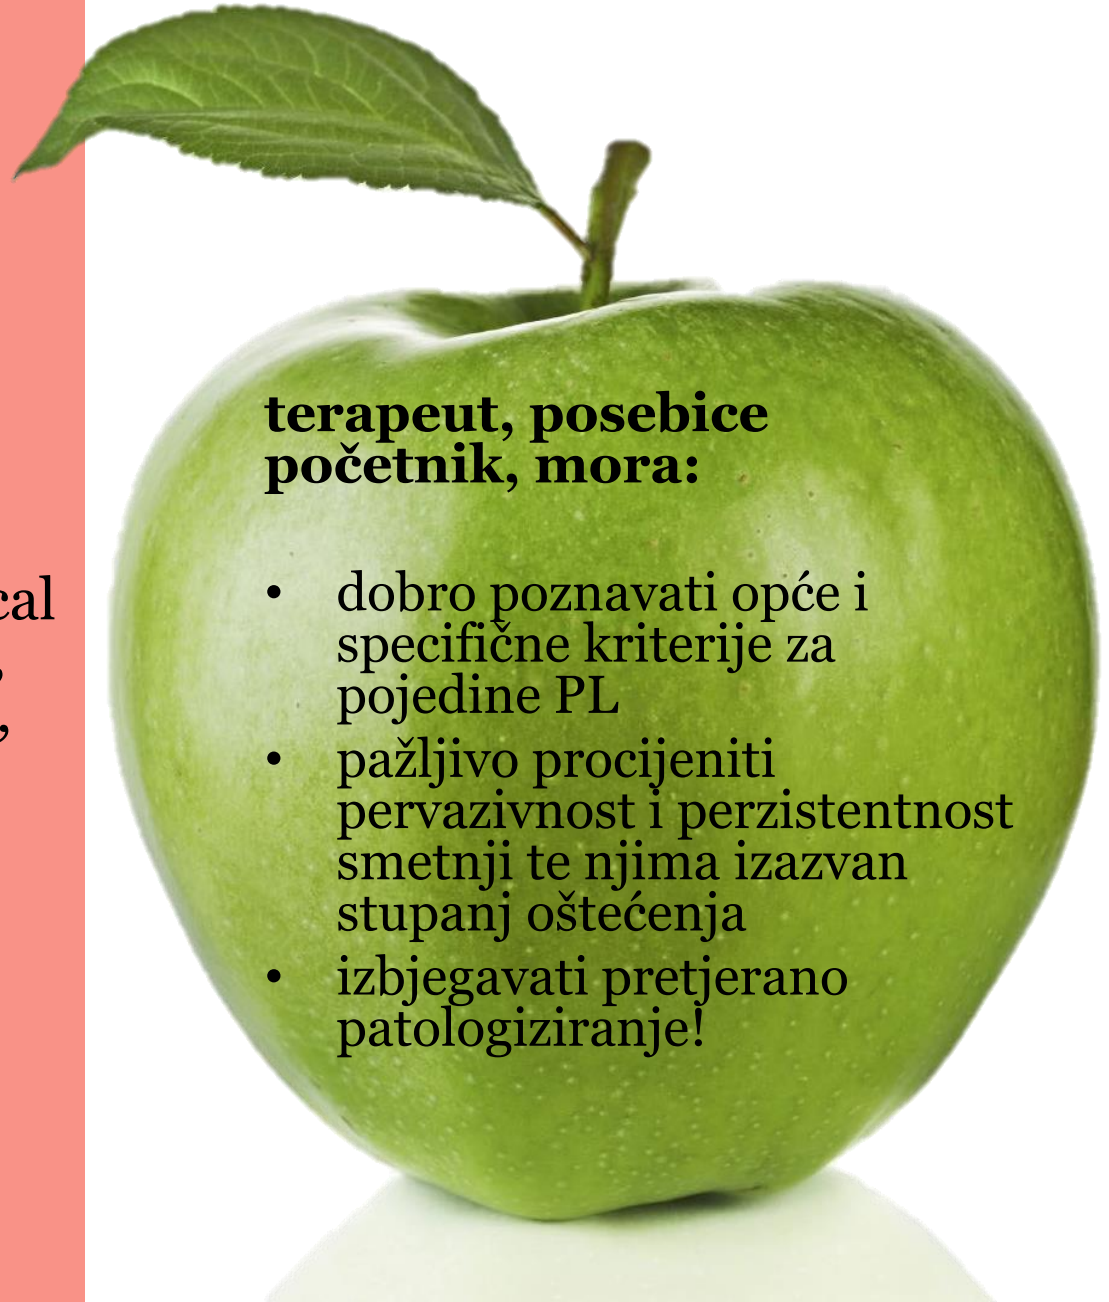 cal
,
,
terapeut, posebice
početnik, mora:
• dobro poznavati opće i
specifične kriterije za
pojedine PL
• pažljivo procijeniti
pervazivnost i perzistentnost
smetnji te njima izazvan
stupanj oštećenja
• izbjegavati pretjerano
patologiziranje!